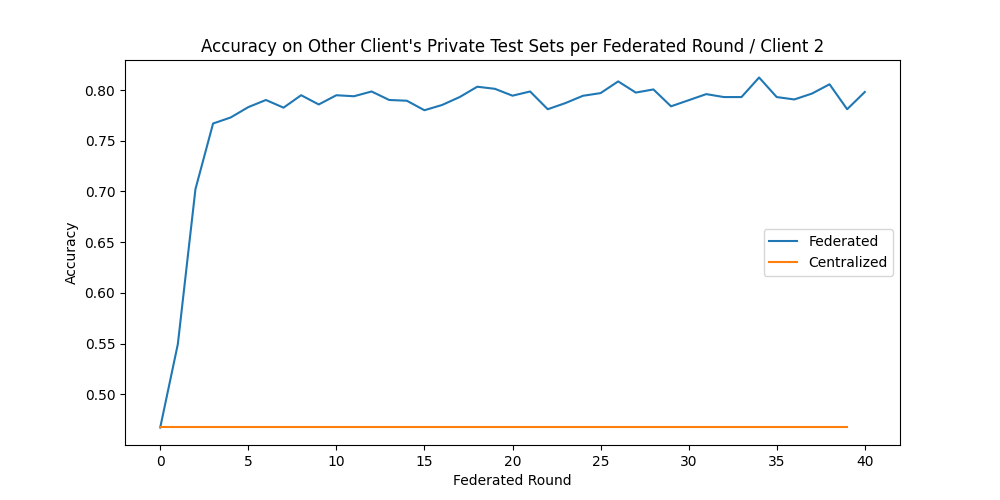 Accuracy on Other Client's Private Test Sets per Federated Round / Client 2
Accuracy
0.80
0.75
0.70
0.65
0.60
0.55
0.50
Federated
Centralized
0 5 10 15 20 25 30 35 40
Federated Round